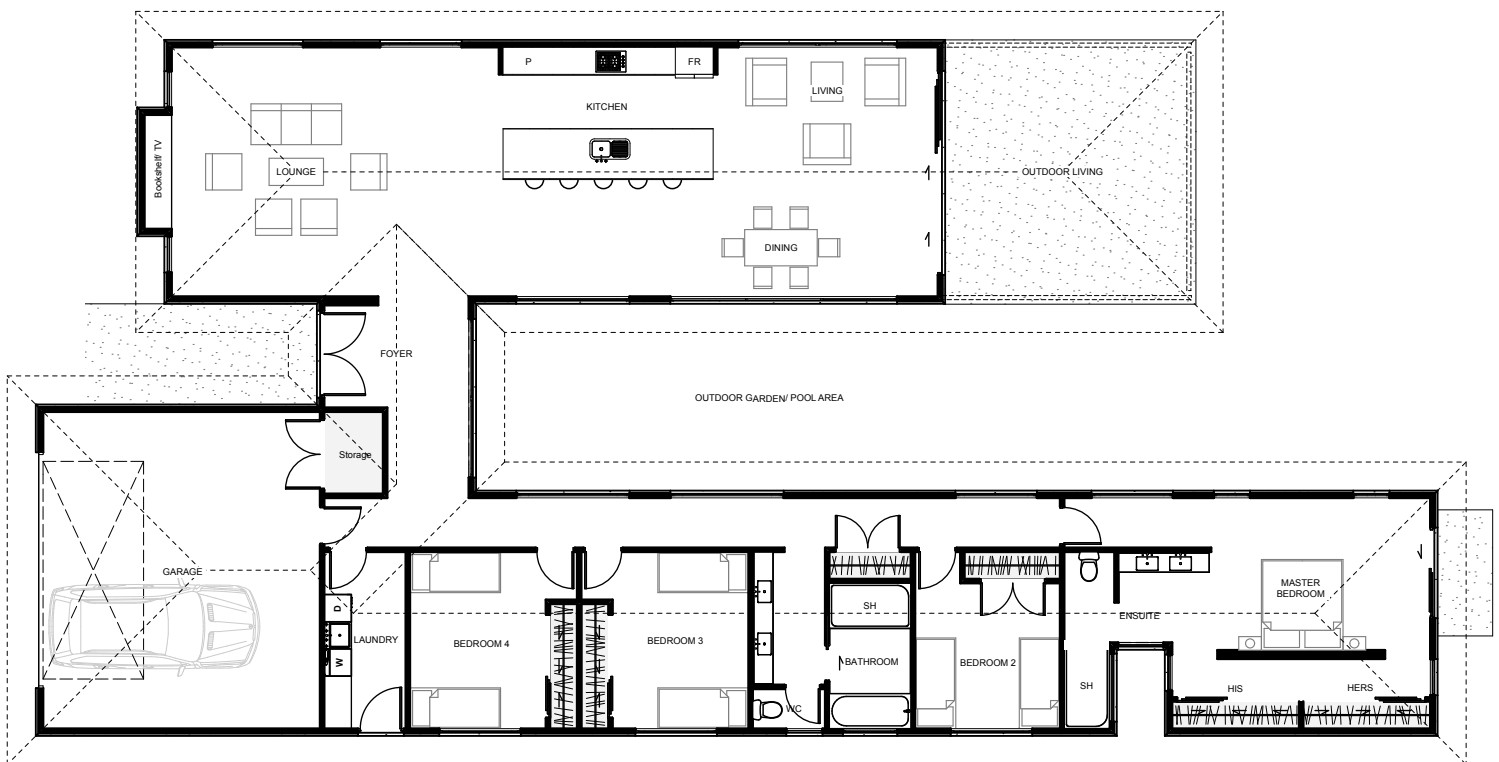 P
FR
LIVING
KITCHEN
Bookshelf/ TV
LOUNGE
OUTDOOR LIVING
DINING
FOYER
OUTDOOR GARDEN/ POOL AREA
Storage
GARAGE
D
W
LAUNDRY
BEDROOM 4
BEDROOM 3
SH
BATHROOM
WC
BEDROOM 2
ENSUITE
SH
MASTER
BEDROOM
HIS
HERS